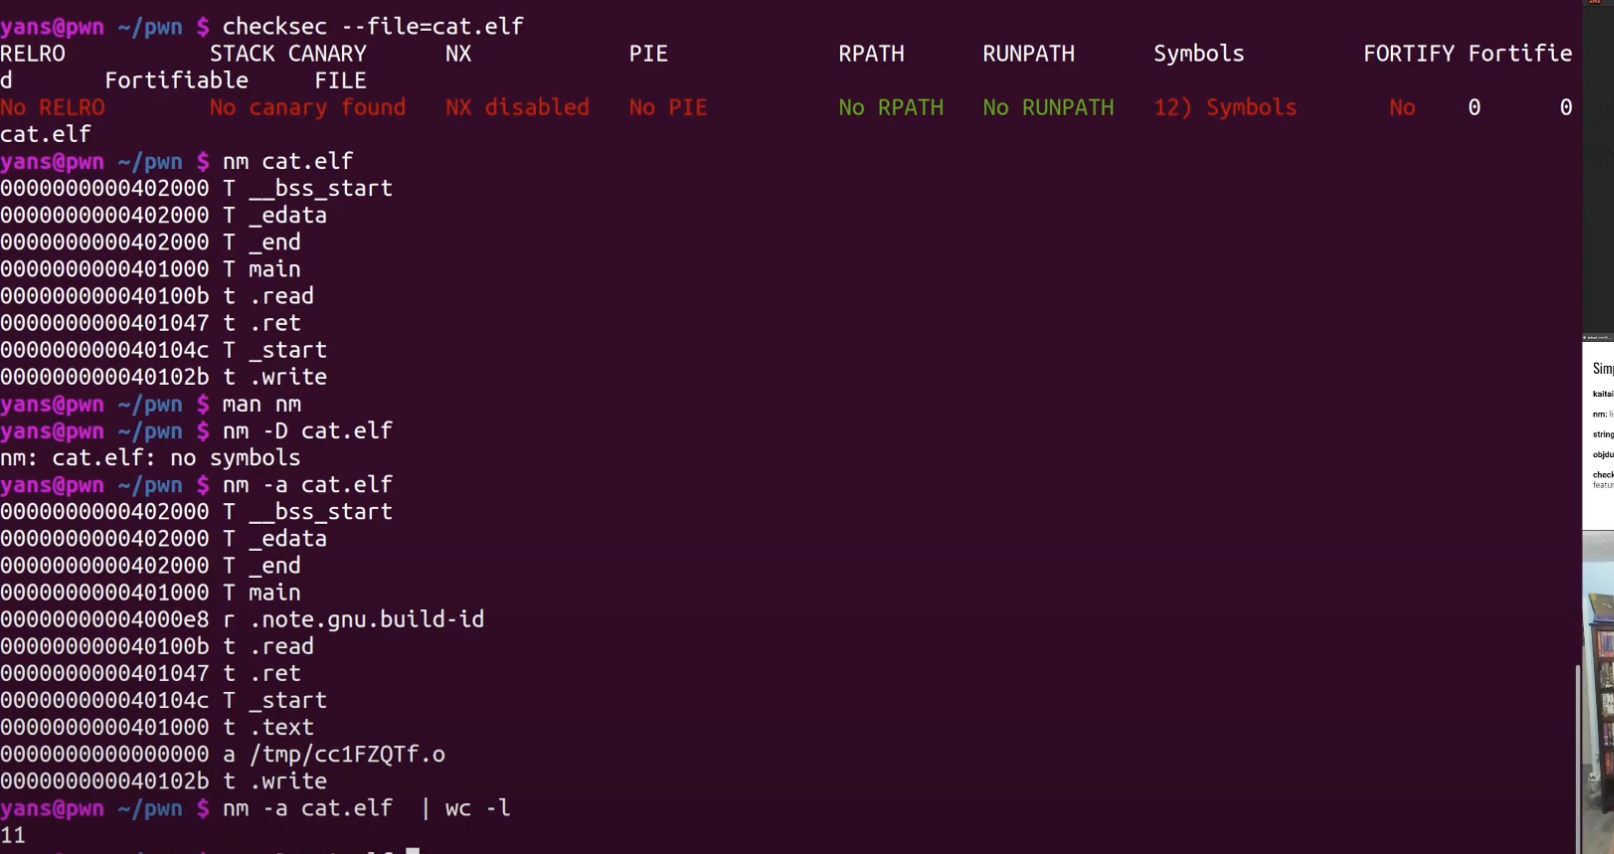 yans@pwn ~/pwn $ checksec --file=cat.elf
RELRO STACK CANARY NX PIE RPATH RUNPATH Symbols FORTIFY Fortifie
d Fortifiable FILE
No RELRO No canary found NX disabled No PIE No RPATH No RUNPATH 12) Symbols No 0 0
cat.elf
yans@pwn ~/pwn $ nm cat.elf
0000000000402000 T __bss_start
0000000000402000 T _edata
0000000000402000 T _end
0000000000401000 T main
000000000040100b t .read
0000000000401047 t .ret
000000000040104c T _start
000000000040102b t .write
yans@pwn ~/pwn $ man nm
yans@pwn ~/pwn $ nm -D cat.elf
nm: cat.elf: no symbols
yans@pwn ~/pwn $ nm -a cat.elf
0000000000402000 T __bss_start
0000000000402000 T _edata
0000000000402000 T _end
0000000000401000 T main
00000000004000e8 r .note.gnu.build-id
000000000040100b t .read
0000000000401047 t .ret
000000000040104c T _start
0000000000401000 t .text
0000000000000000 a /tmp/cc1FZQTf.o
000000000040102b t .write
yans@pwn ~/pwn $ nm -a cat.elf | wc -l
11
Simp
kaitai
nm: li
string
objdu
check
featur